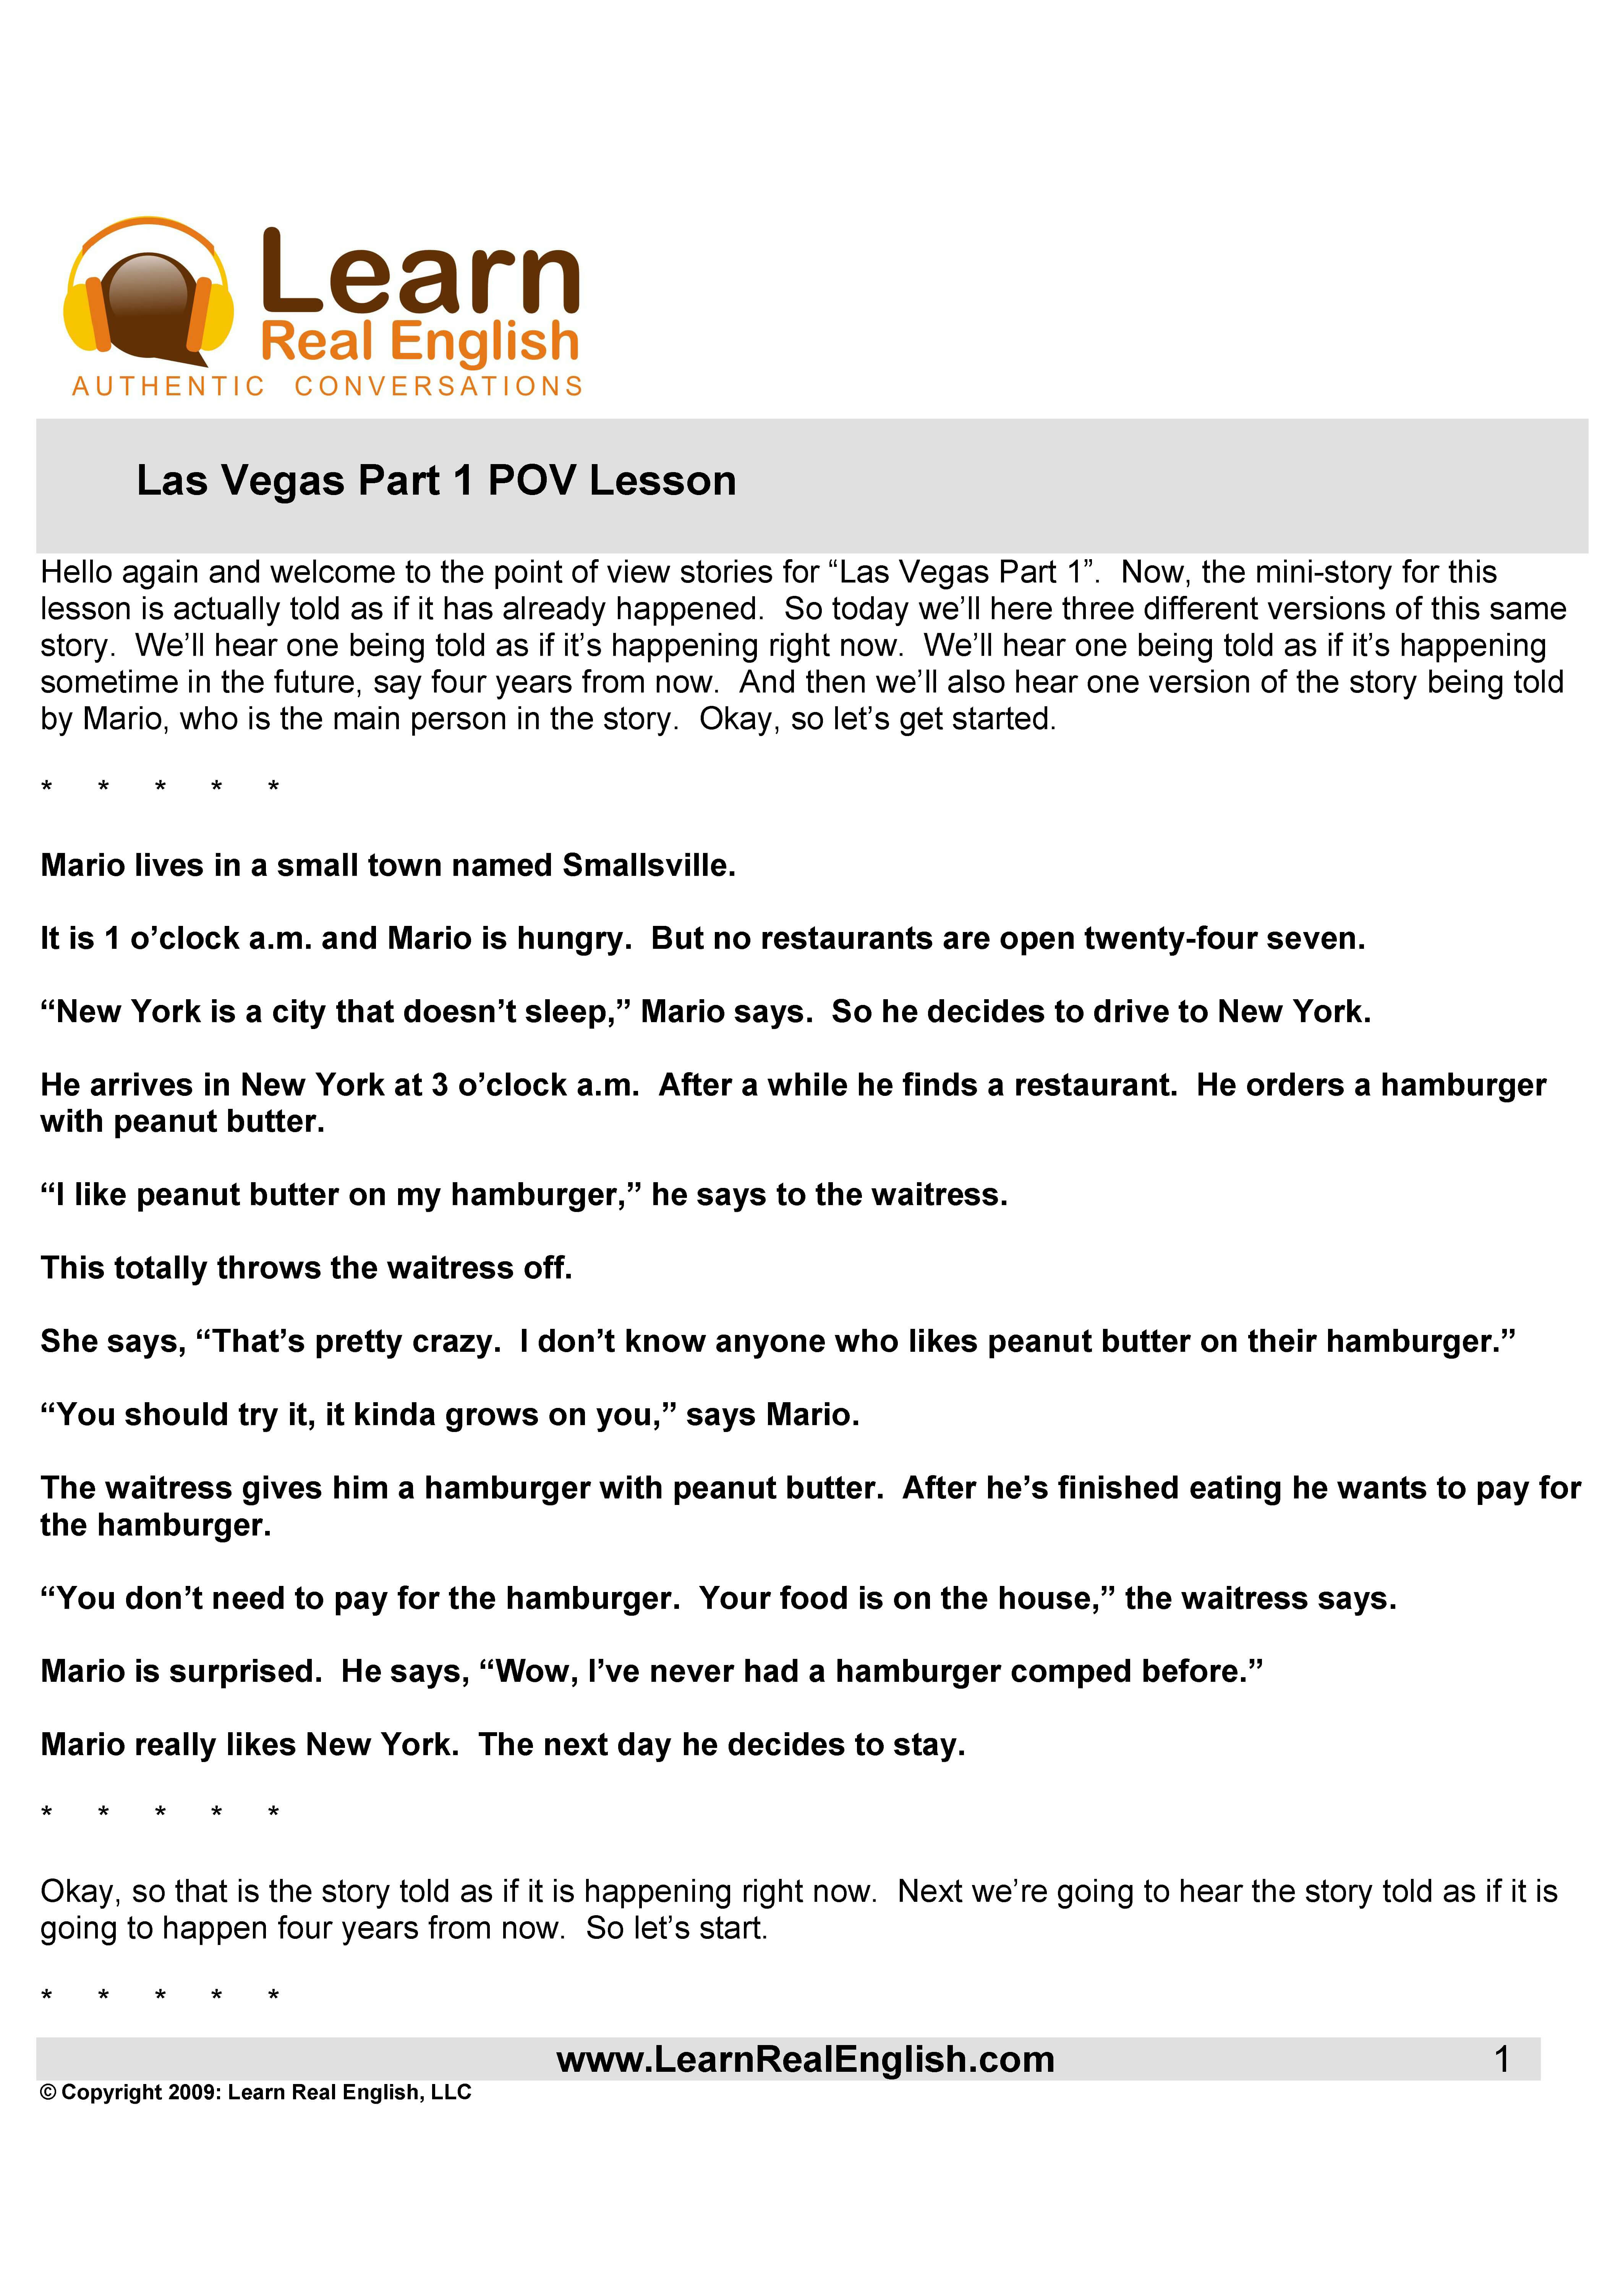 Learn
Real English
AUTHENTIC CONVERSATIONS
Las Vegas Part 1 POV Lesson
Hello again and welcome to the point of view stories for “Las Vegas Part 1”.  Now, the mini-story for this
lesson is actually told as if it has already happened.  So today we’ll here three different versions of this same
story.  We’ll hear one being told as if it’s happening right now.  We’ll hear one being told as if it’s happening
sometime in the future, say four years from now.  And then we’ll also hear one version of the story being told
by Mario, who is the main person in the story.  Okay, so let’s get started.
* * * * *
Mario lives in a small town named Smallsville.
It is 1 o’clock a.m. and Mario is hungry.  But no restaurants are open twenty-four seven.
“New York is a city that doesn’t sleep,” Mario says.  So he decides to drive to New York.
He arrives in New York at 3 o’clock a.m.  After a while he finds a restaurant.  He orders a hamburger
with peanut butter.
“I like peanut butter on my hamburger,” he says to the waitress.
This totally throws the waitress off.
She says, “That’s pretty crazy.  I don’t know anyone who likes peanut butter on their hamburger.”
“You should try it, it kinda grows on you,” says Mario.
The waitress gives him a hamburger with peanut butter.  After he’s finished eating he wants to pay for
the hamburger.
“You don’t need to pay for the hamburger.  Your food is on the house,” the waitress says.
Mario is surprised.  He says, “Wow, I’ve never had a hamburger comped before.”
Mario really likes New York.  The next day he decides to stay.
* * * * *
Okay, so that is the story told as if it is happening right now.  Next we’re going to hear the story told as if it is
going to happen four years from now.  So let’s start.
* * * * *
www.LearnRealEnglish.com 1
© Copyright 2009: Learn Real English, LLC